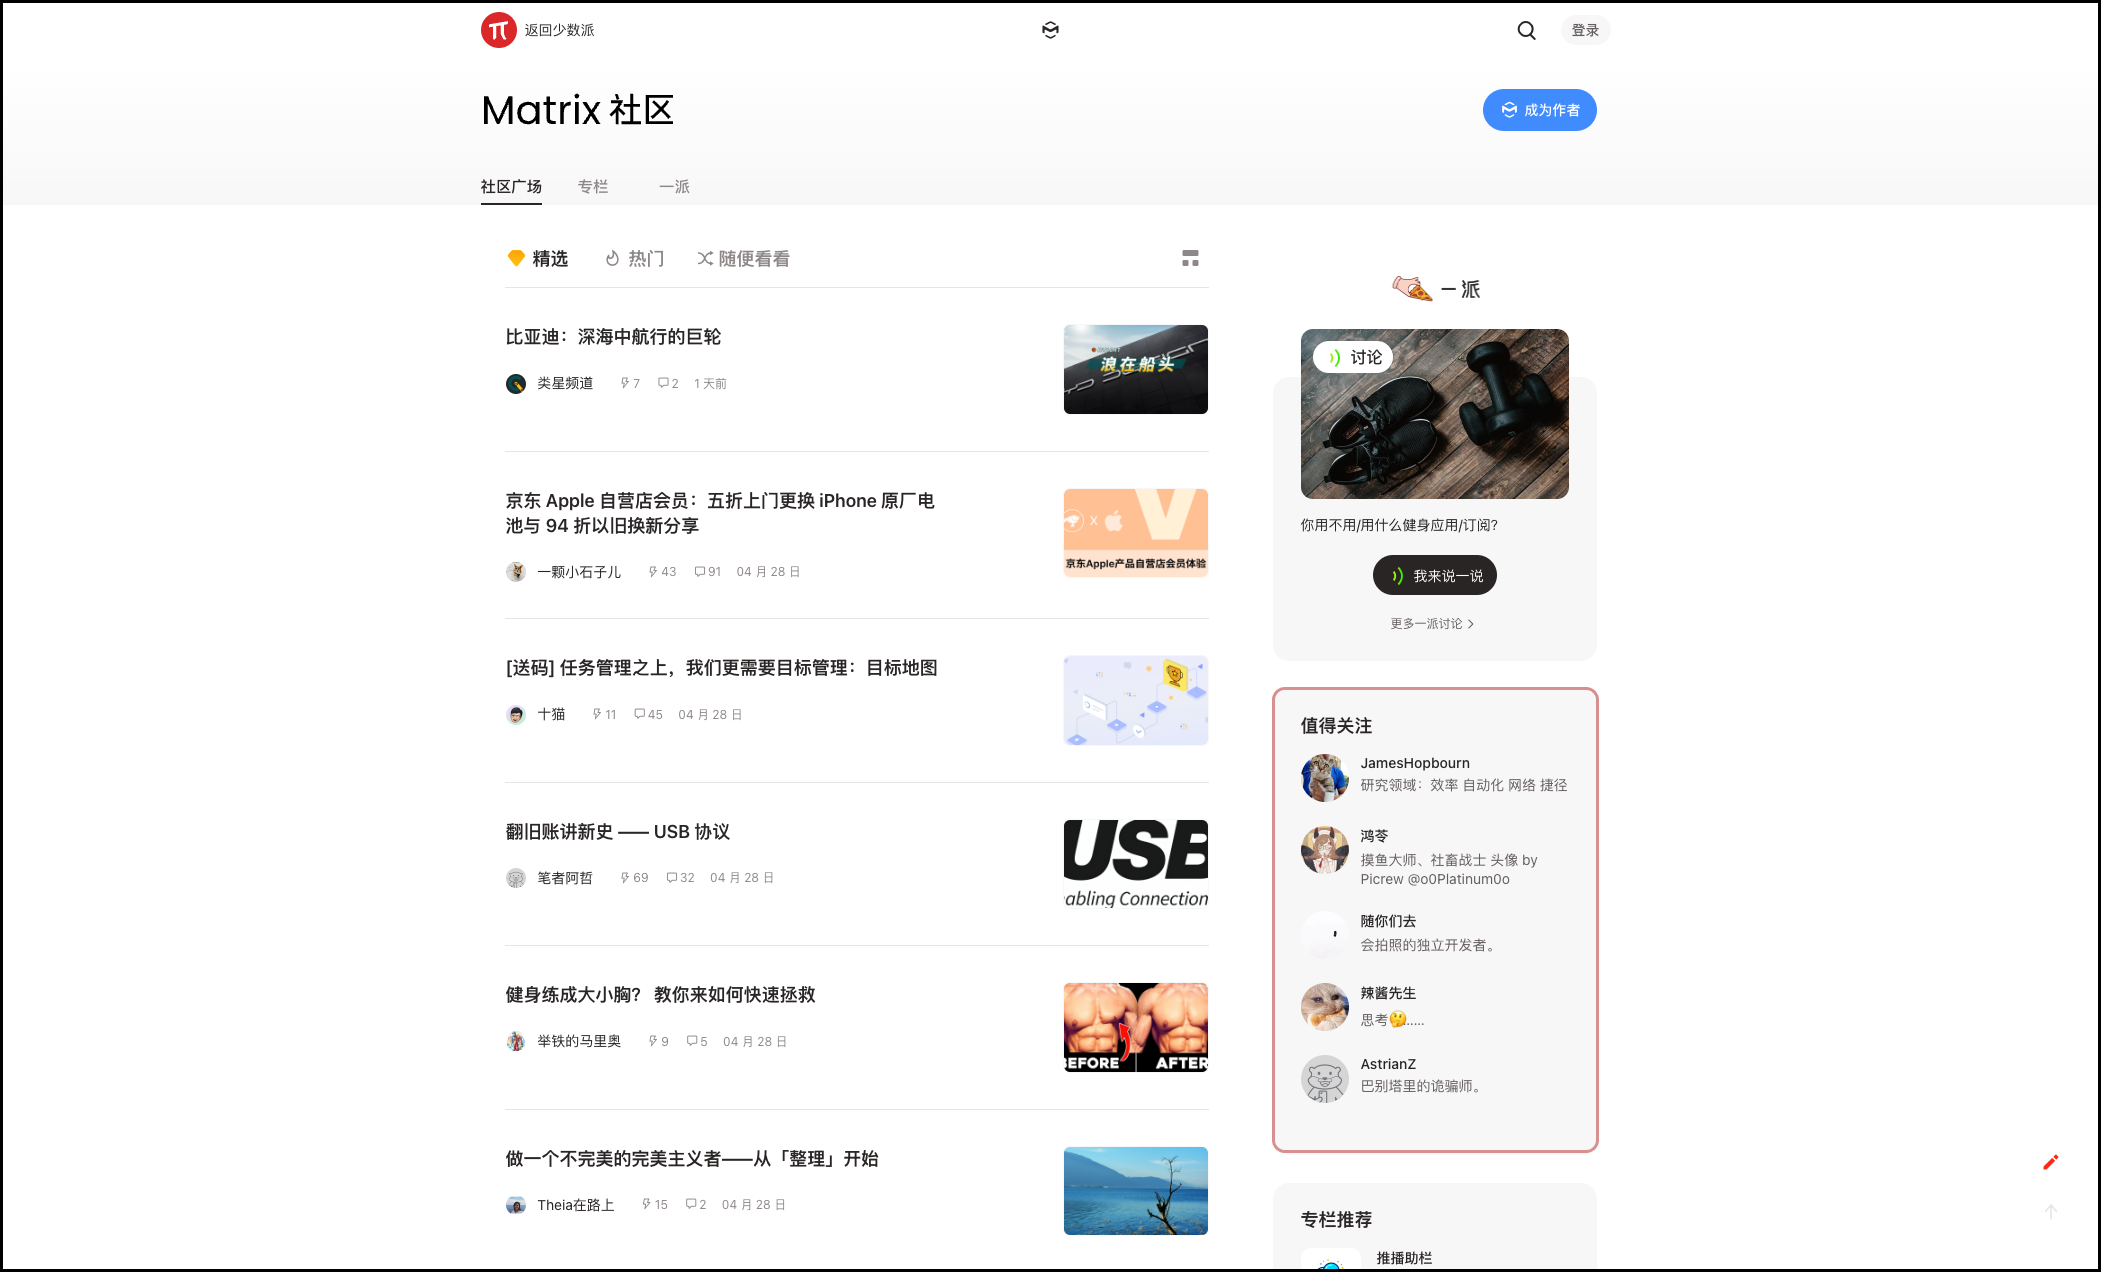 返回少数派
登录
Matrix 社区
成为作者
社区广场
专栏
一派
精选
热门
随便看看
比亚迪：深海中航行的巨轮
类星频道
7
2
1 天前
浪在船头
京东 Apple 自营店会员：五折上门更换 iPhone 原厂电
池与 94 折以旧换新分享
一颗小石子儿
43
91
04 月 28 日
X
V
京东Apple产品自营店会员体验
[送码] 任务管理之上，我们更需要目标管理：目标地图
十猫
11
45
04 月 28 日
翻旧账讲新史 —— USB 协议
笔者阿哲
69
32
04 月 28 日
USB
abling Connection
健身练成大小胸？ 教你来如何快速拯救
举铁的马里奥
9
5
04 月 28 日
BEFORE
AFTER
做一个不完美的完美主义者——从「整理」开始
Theia在路上
15
2
04 月 28 日
一派
讨论
你用不用/用什么健身应用/订阅?
我来说一说
更多一派讨论
值得关注
JamesHopbourn
研究领域：效率 自动化 网络 捷径
鸿苓
摸鱼大师、社畜战士 头像 by
Picrew @o0Platinum0o
随你们去
会拍照的独立开发者。
辣酱先生
思考🤔.....
AstrianZ
巴别塔里的诡骗师。
专栏推荐
推播助栏